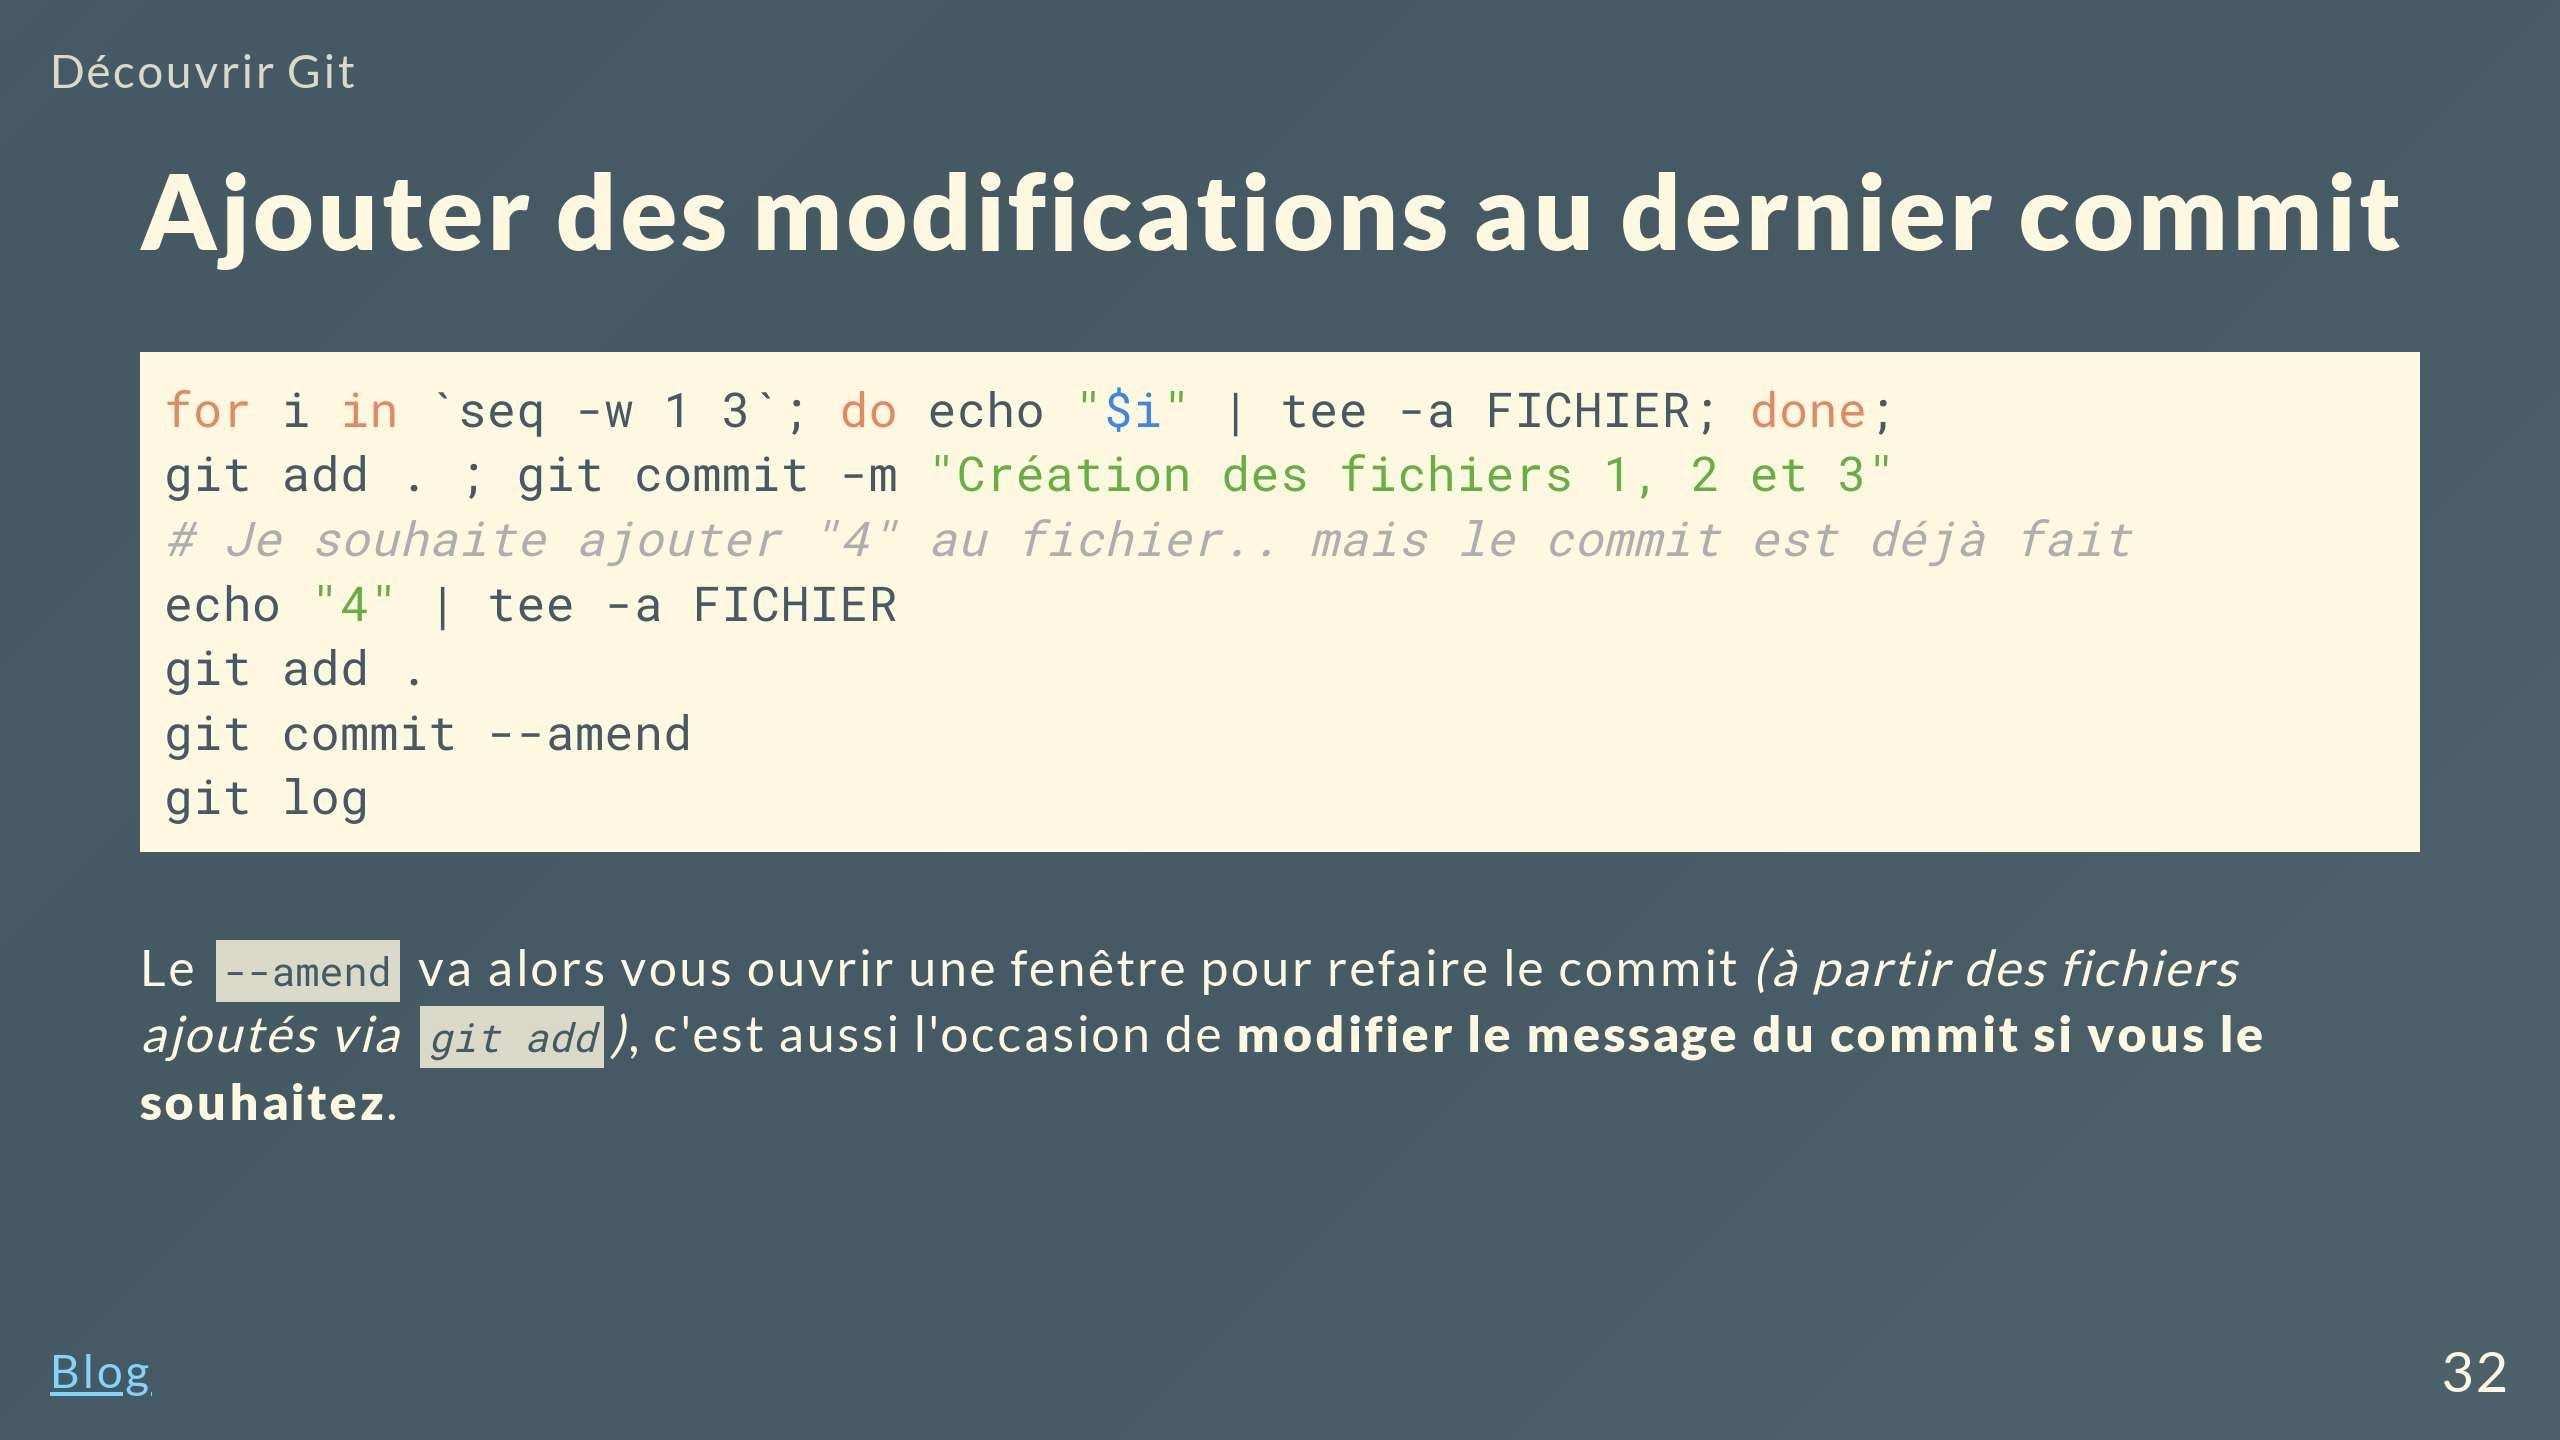 Découvrir Git
Ajouter des modifications au dernier commit
for i in `seq -w 1 3`; do echo "$i" | tee -a FICHIER; done;
git add . ; git commit -m "Création des fichiers 1, 2 et 3"
# Je souhaite ajouter "4" au fichier.. mais le commit est déjà fait
echo "4" | tee -a FICHIER
git add .
git commit --amend
git log
Le --amend va alors vous ouvrir une fenêtre pour refaire le commit (à partir des fichiers
ajoutés via git add), c'est aussi l'occasion de modifier le message du commit si vous le
souhaitez.
Blog
32